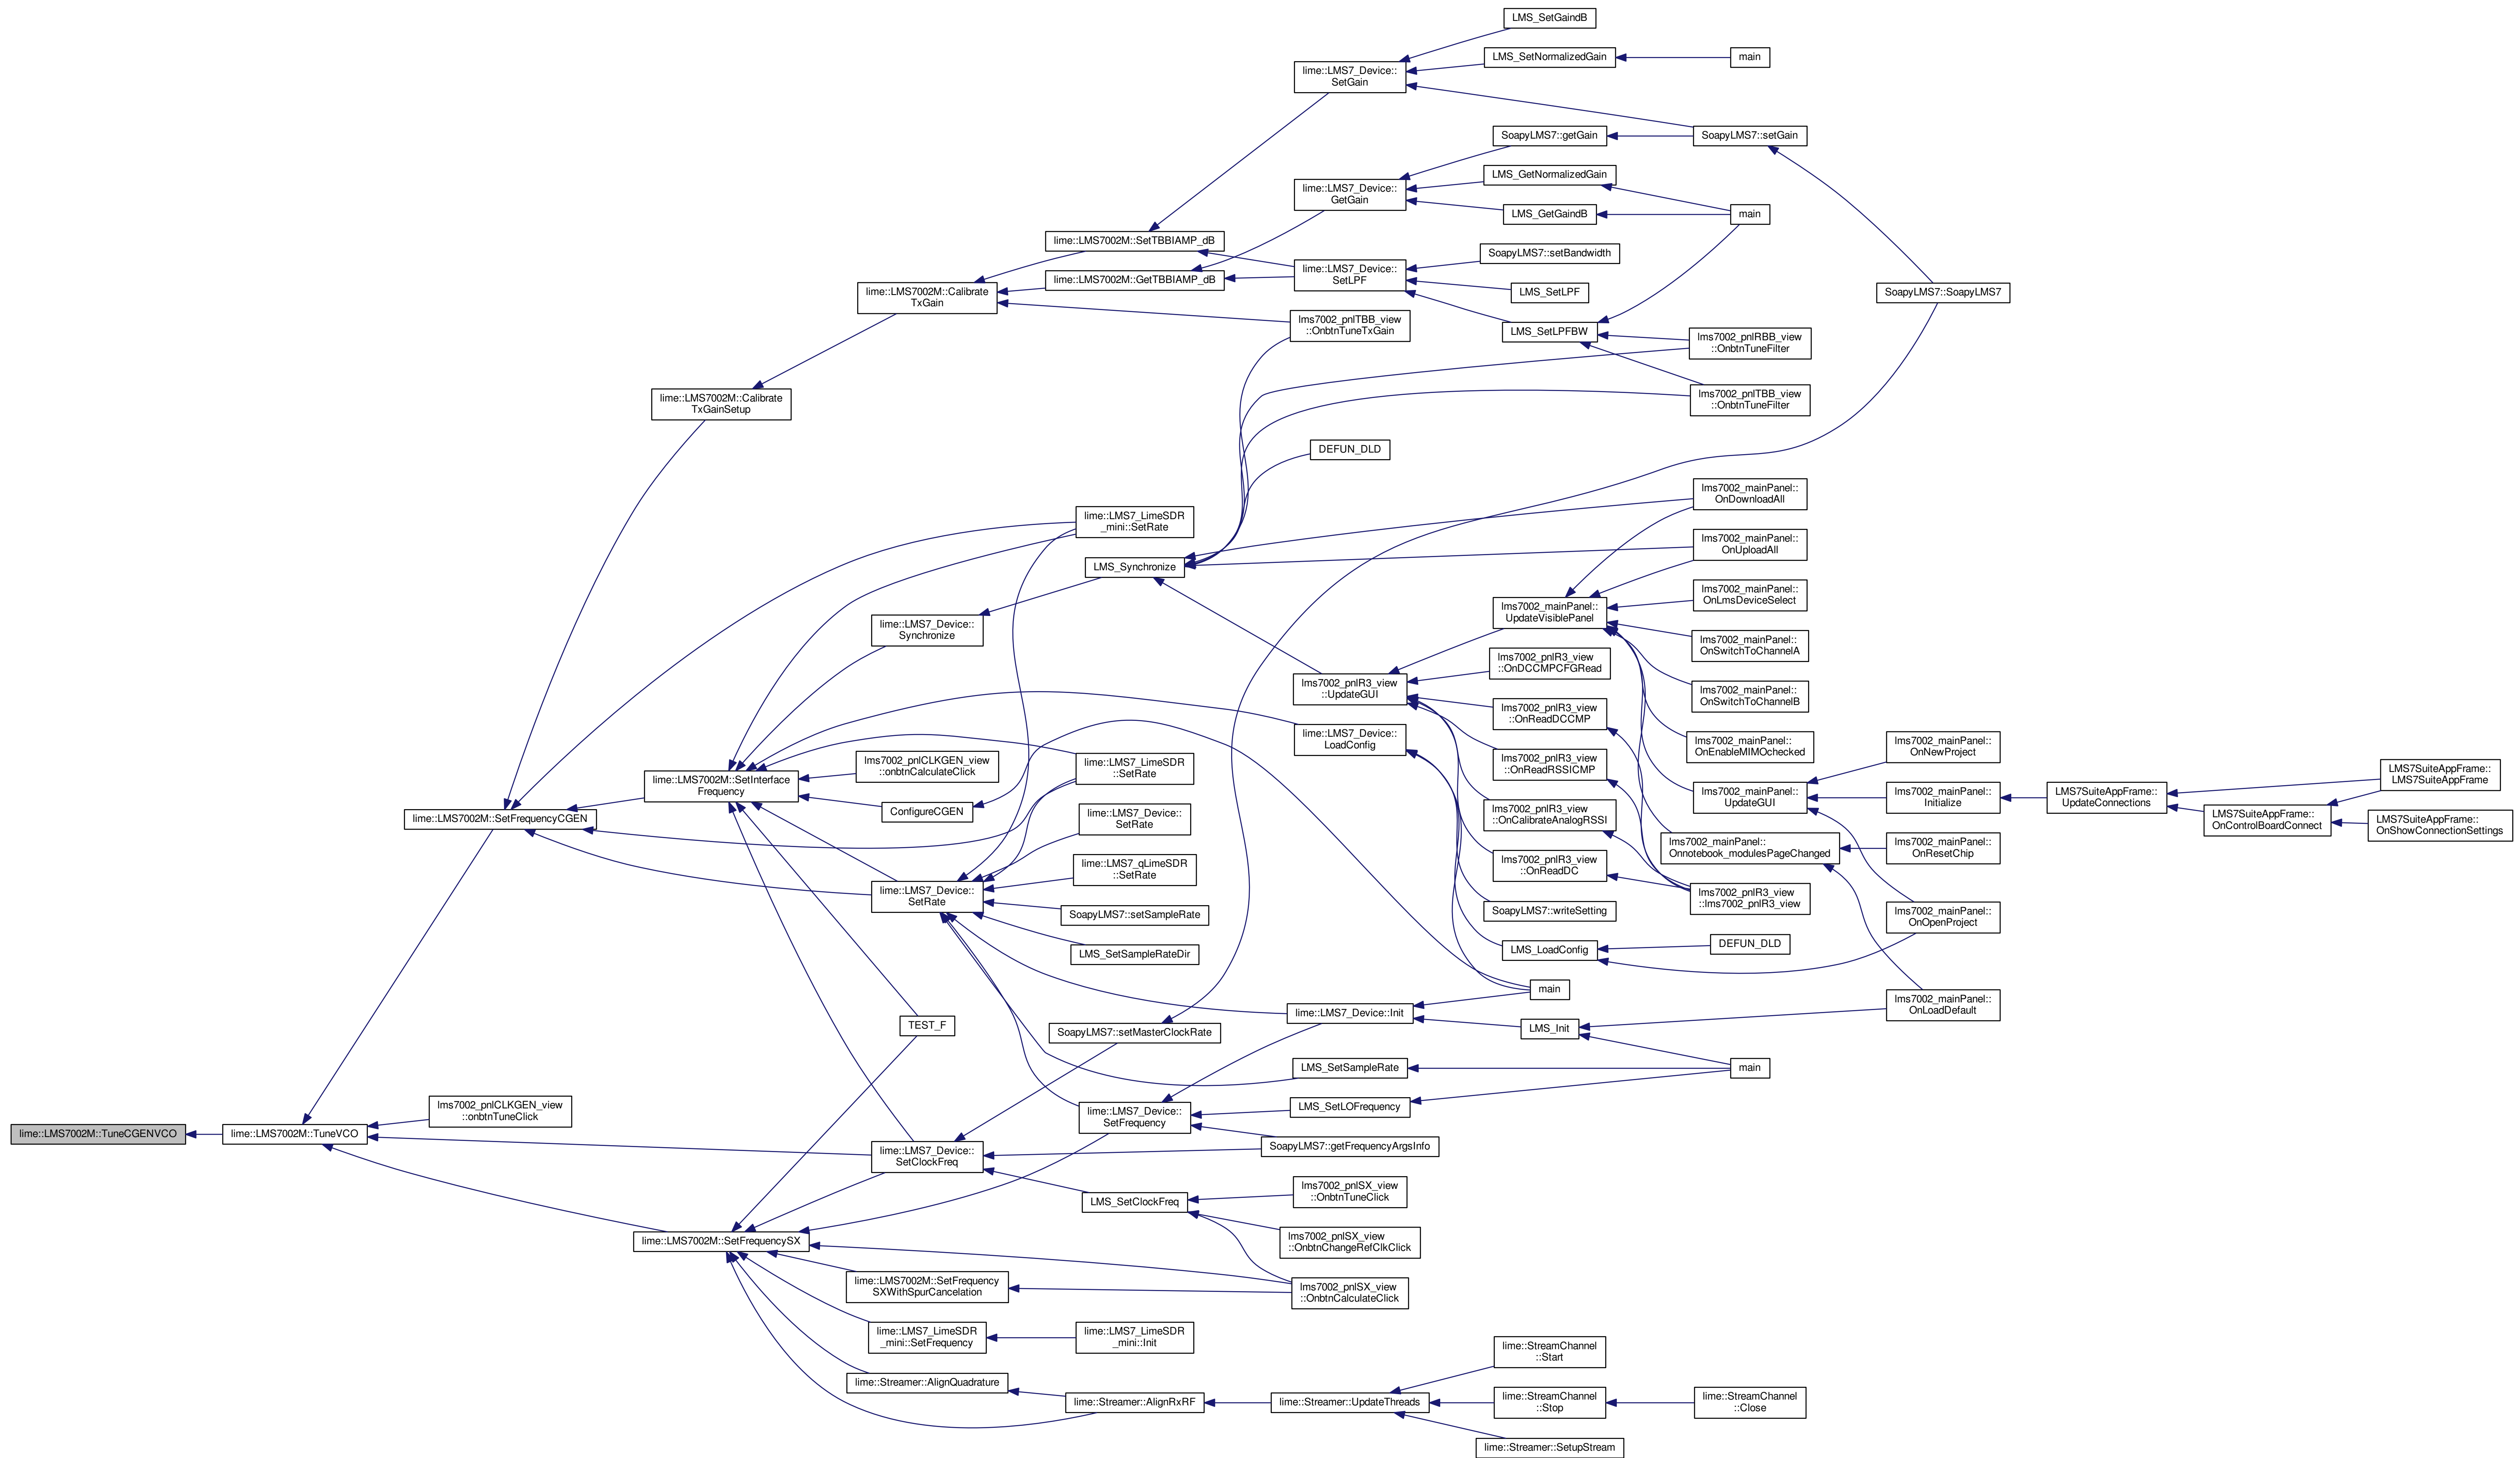 LMS_SetGaindB
LMS_SetNormalizedGain
main
lime::LMS7_Device::
SetGain
SoapyLMS7::getGain
SoapyLMS7::setGain
LMS_GetNormalizedGain
lime::LMS7_Device::
GetGain
LMS_GetGaindB
main
lime::LMS7002M::SetTBBIAMP_dB
SoapyLMS7::setBandwidth
lime::LMS7002M::GetTBBIAMP_dB
lime::LMS7_Device::
SetLPF
LMS_SetLPF
SoapyLMS7::SoapyLMS7
lime::LMS7002M::Calibrate
TxGain
lms7002_pnlTBB_view
::OnbtnTuneTxGain
LMS_SetLPFBW
lms7002_pnlRBB_view
::OnbtnTuneFilter
lime::LMS7002M::Calibrate
TxGainSetup
lms7002_pnlTBB_view
::OnbtnTuneFilter
DEFUN_DLD
lms7002_mainPanel::
OnDownloadAll
lime::LMS7_LimeSDR
_mini::SetRate
lms7002_mainPanel::
OnUploadAll
LMS_Synchronize
lms7002_mainPanel::
OnLmsDeviceSelect
lms7002_mainPanel::
UpdateVisiblePanel
lime::LMS7_Device::
Synchronize
lms7002_mainPanel::
OnSwitchToChannelA
lms7002_pnlR3_view
::OnDCCMPCFGRead
lms7002_pnlR3_view
::UpdateGUI
lms7002_mainPanel::
OnSwitchToChannelB
lms7002_pnlR3_view
::OnReadDCCMP
lime::LMS7_Device::
LoadConfig
lms7002_mainPanel::
OnEnableMIMOchecked
lms7002_mainPanel::
OnNewProject
lms7002_pnlCLKGEN_view
::onbtnCalculateClick
lime::LMS7_LimeSDR
::SetRate
lms7002_pnlR3_view
::OnReadRSSICMP
LMS7SuiteAppFrame::
LMS7SuiteAppFrame
lime::LMS7002M::SetInterface
Frequency
lms7002_mainPanel::
UpdateGUI
lms7002_mainPanel::
Initialize
LMS7SuiteAppFrame::
UpdateConnections
ConfigureCGEN
lime::LMS7002M::SetFrequencyCGEN
lime::LMS7_Device::
SetRate
lms7002_pnlR3_view
::OnCalibrateAnalogRSSI
LMS7SuiteAppFrame::
OnControlBoardConnect
LMS7SuiteAppFrame::
OnShowConnectionSettings
lms7002_mainPanel::
Onnotebook_modulesPageChanged
lms7002_mainPanel::
OnResetChip
lime::LMS7_qLimeSDR
::SetRate
lms7002_pnlR3_view
::OnReadDC
lime::LMS7_Device::
SetRate
lms7002_pnlR3_view
::lms7002_pnlR3_view
SoapyLMS7::setSampleRate
SoapyLMS7::writeSetting
lms7002_mainPanel::
OnOpenProject
LMS_SetSampleRateDir
LMS_LoadConfig
DEFUN_DLD
main
lms7002_mainPanel::
OnLoadDefault
lime::LMS7_Device::Init
TEST_F
SoapyLMS7::setMasterClockRate
LMS_Init
LMS_SetSampleRate
main
lms7002_pnlCLKGEN_view
::onbtnTuneClick
lime::LMS7_Device::
SetFrequency
LMS_SetLOFrequency
lime::LMS7002M::TuneCGENVCO
lime::LMS7002M::TuneVCO
SoapyLMS7::getFrequencyArgsInfo
lime::LMS7_Device::
SetClockFreq
LMS_SetClockFreq
lms7002_pnlSX_view
::OnbtnTuneClick
lime::LMS7002M::SetFrequencySX
lms7002_pnlSX_view
::OnbtnChangeRefClkClick
lime::LMS7002M::SetFrequency
SXWithSpurCancelation
lms7002_pnlSX_view
::OnbtnCalculateClick
lime::LMS7_LimeSDR
_mini::SetFrequency
lime::LMS7_LimeSDR
_mini::Init
lime::StreamChannel
::Start
lime::Streamer::AlignQuadrature
lime::Streamer::AlignRxRF
lime::Streamer::UpdateThreads
lime::StreamChannel
::Stop
lime::StreamChannel
::Close
lime::Streamer::SetupStream